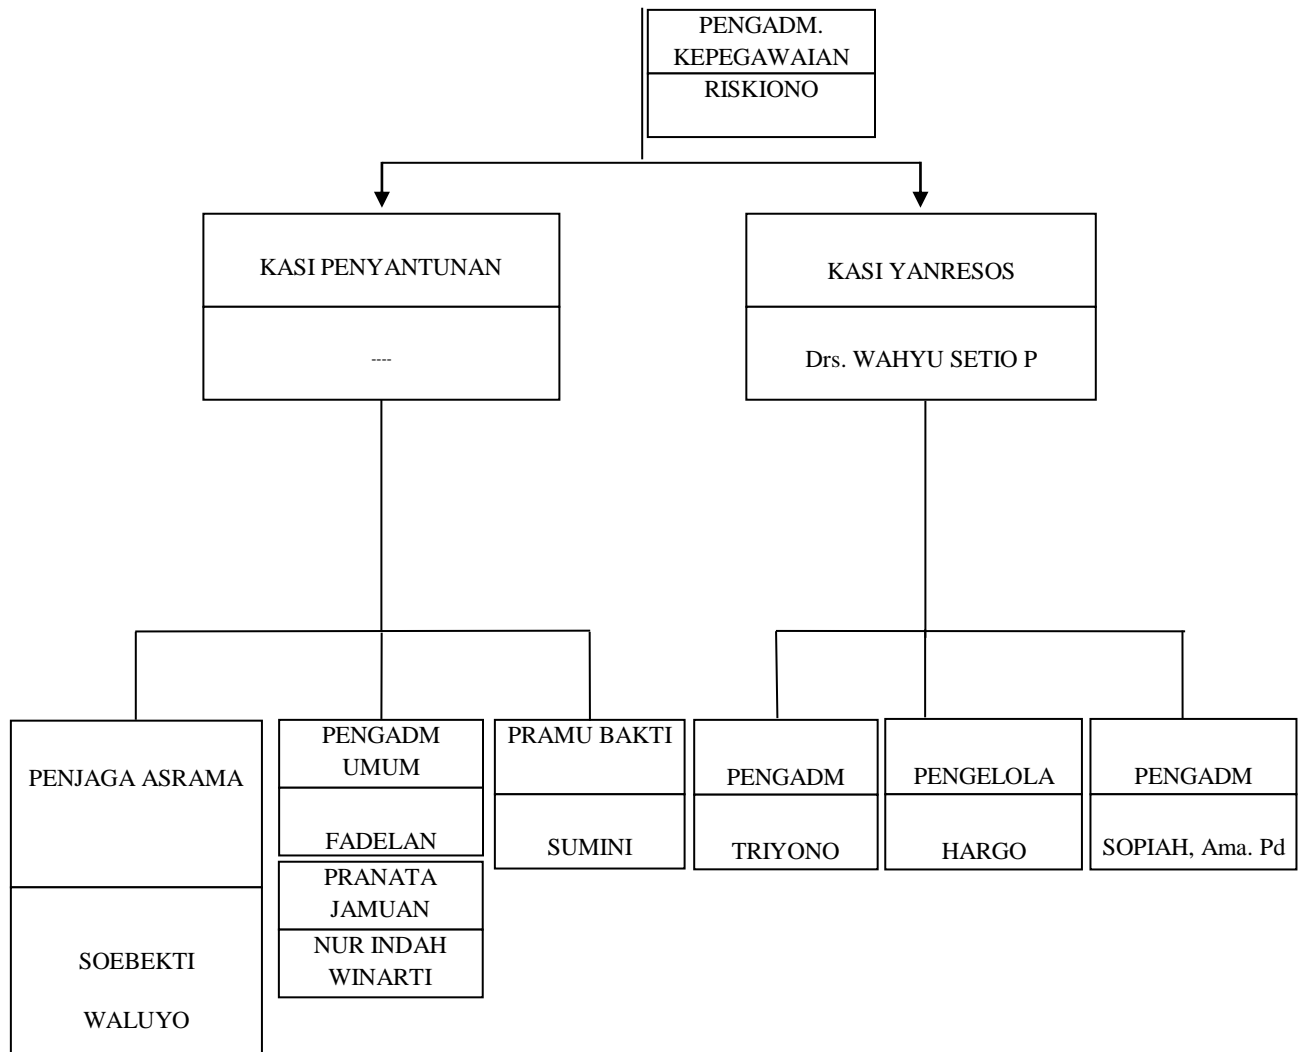 PENGADM.
KEPEGAWAIAN
RISKIONO
KASI PENYANTUNAN
----
KASI YANRESOS
Drs. WAHYU SETIO P
PENJAGA ASRAMA
SOEBEKTI
WALUYO
PENGADM
UMUM
FADELAN
PRANATA
JAMUAN
NUR INDAH
WINARTI
PRAMU BAKTI
SUMINI
PENGADM
TRIYONO
PENGELOLA
HARGO
PENGADM
SOPIAH, Ama. Pd